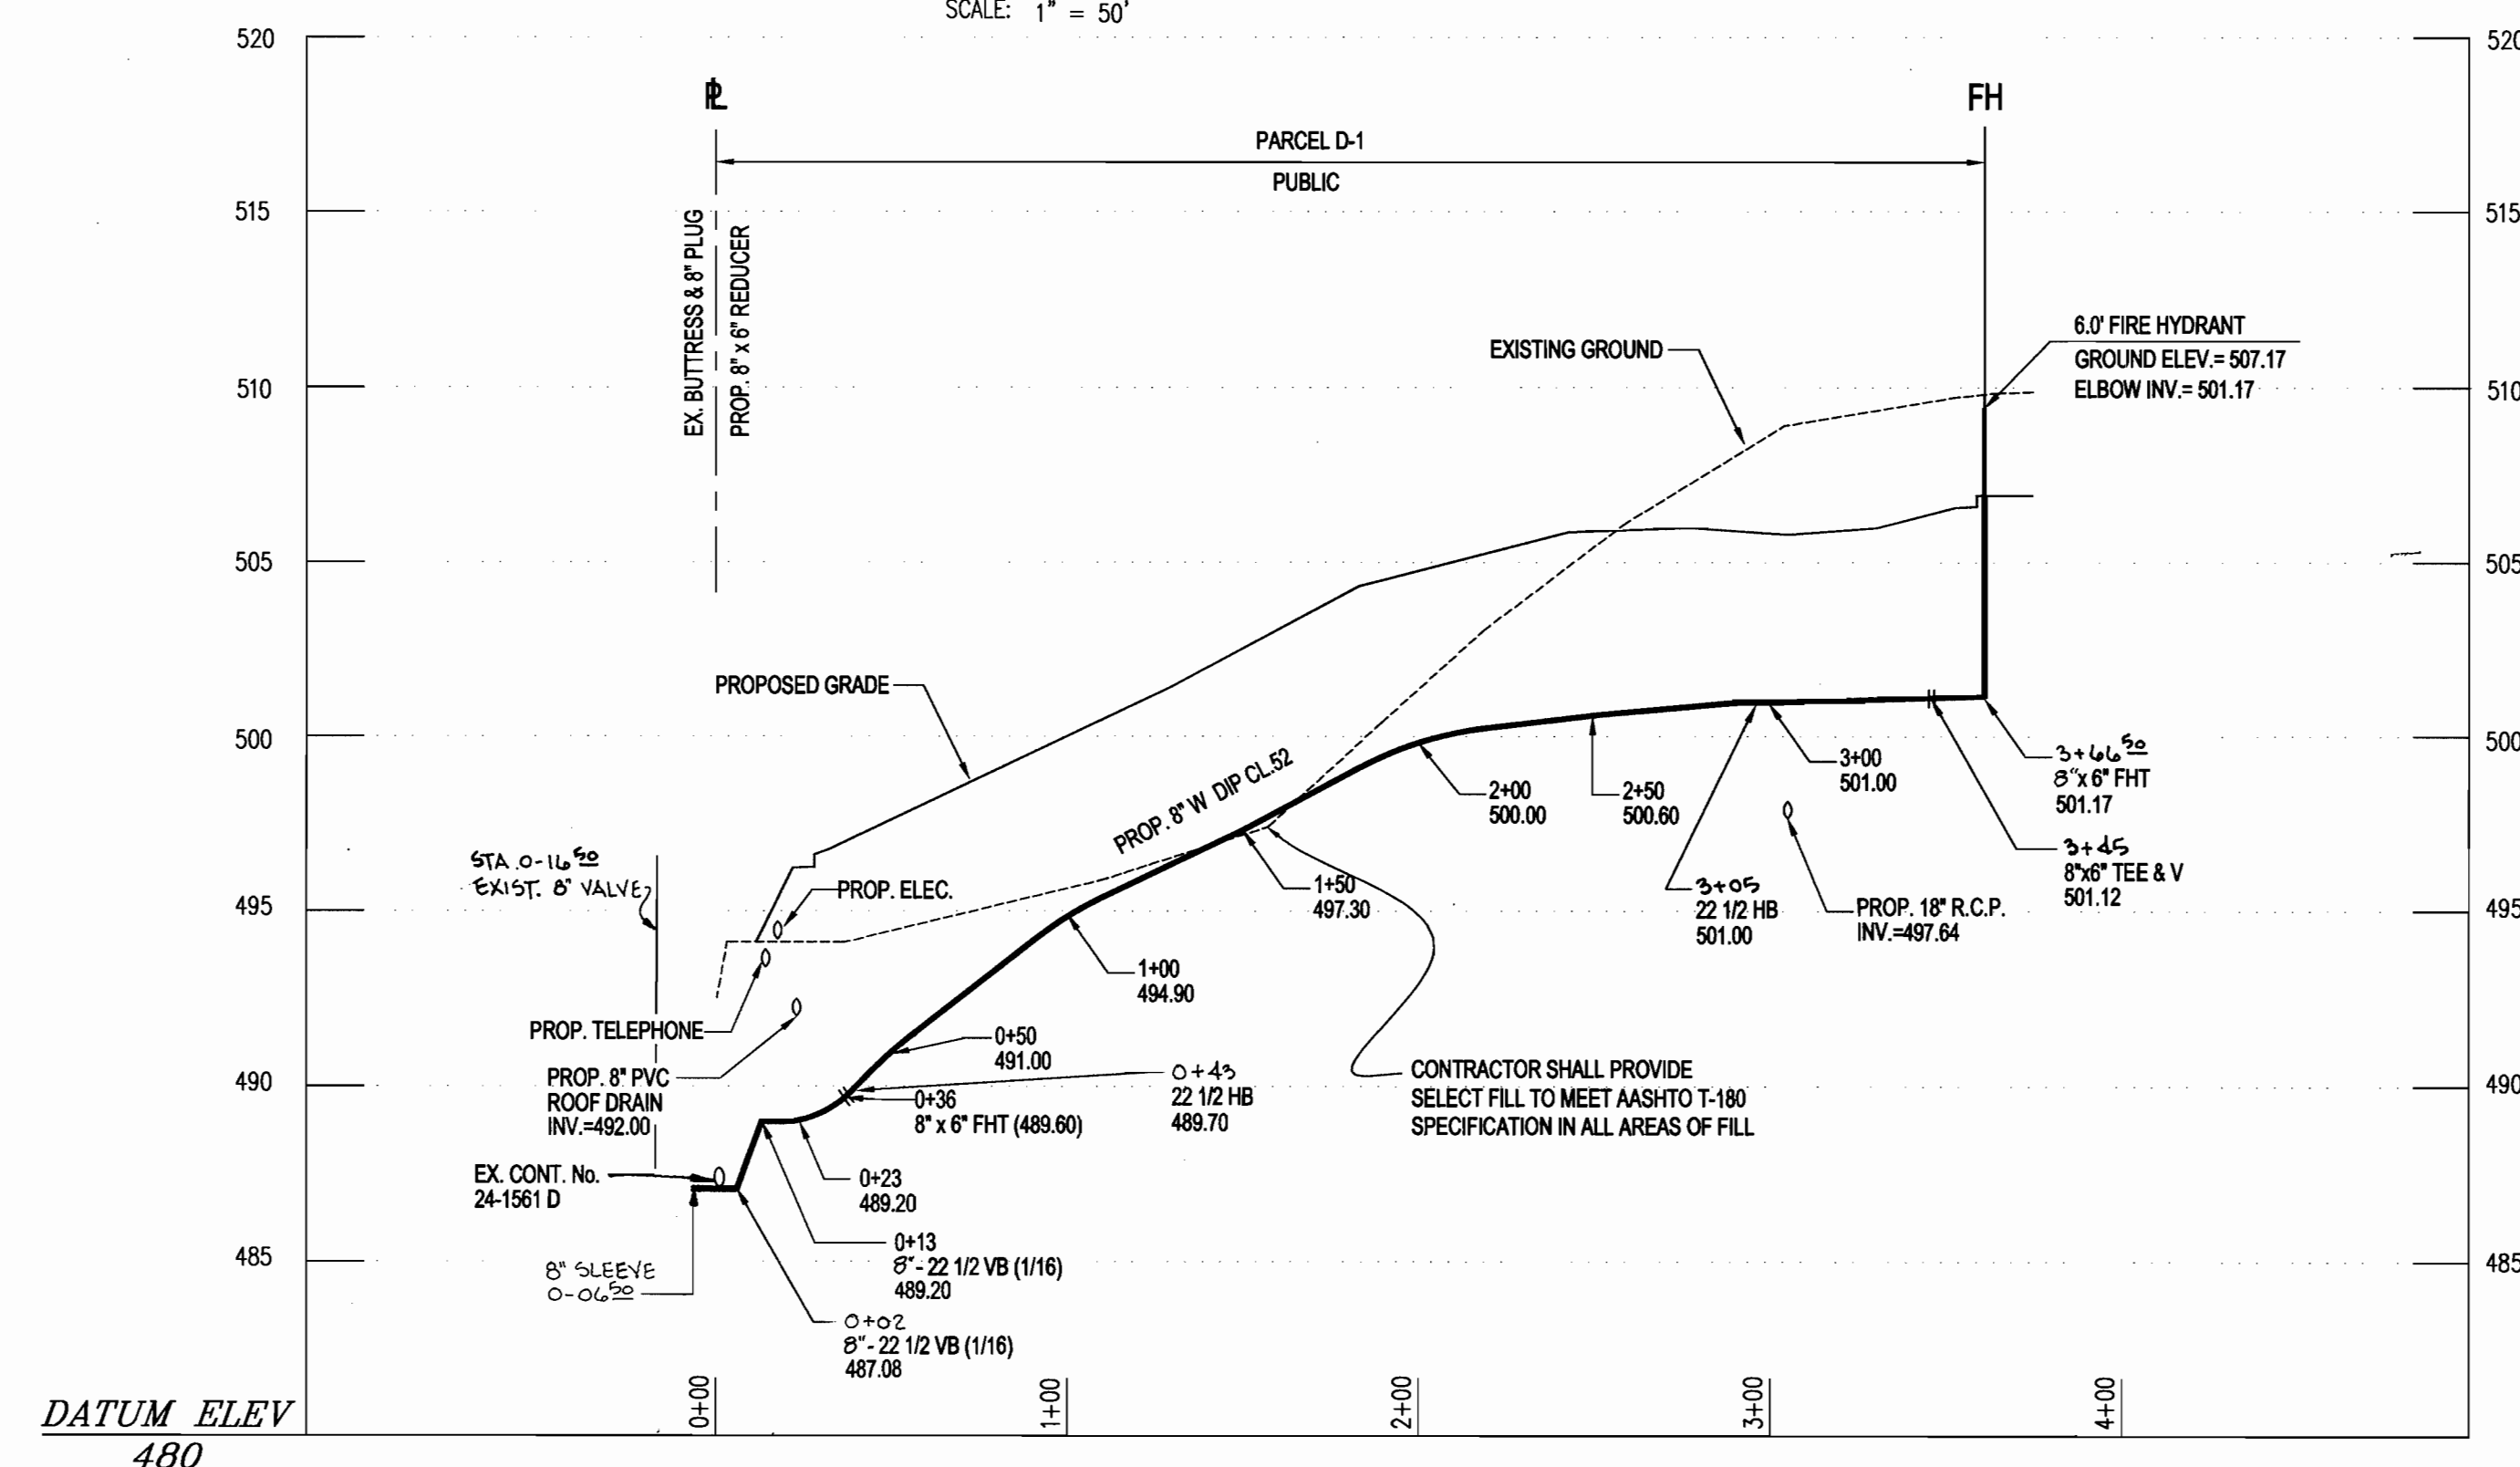 SCALE: 1" = 50'
520
520
℄
FH
PARCEL D-1
PUBLIC
515
515
EX. BUTTRESS & 8" PLUG
PROP. 8" x 6" REDUCER
6.0' FIRE HYDRANT
GROUND ELEV.= 507.17
ELBOW INV.= 501.17
EXISTING GROUND
510
510
505
505
PROPOSED GRADE
500
500
PROP. 8" W DIP CL.52
2+00
500.00
2+50
500.60
3+00
501.00
3+66 50
8"x 6" FHT
501.17
3+45
8"x6" TEE & V
501.12
STA.0-16 50
EXIST. 8" VALVE
PROP. ELEC.
1+50
497.30
3+05
22 1/2 HB
501.00
PROP. 18" R.C.P.
INV.=497.64
495
495
1+00
494.90
PROP. TELEPHONE
0+50
491.00
PROP. 8" PVC
ROOF DRAIN
INV.=492.00
490
490
0+36
8" x 6" FHT (489.60)
0+43
22 1/2 HB
489.70
CONTRACTOR SHALL PROVIDE
SELECT FILL TO MEET AASHTO T-180
SPECIFICATION IN ALL AREAS OF FILL
EX. CONT. No.
24-1561 D
0+23
489.20
0+13
8"- 22 1/2 VB (1/16)
489.20
485
485
8" SLEEVE
0-06 50
0+02
8"- 22 1/2 VB (1/16)
487.08
0+00
1+00
2+00
3+00
4+00
DATUM ELEV
480